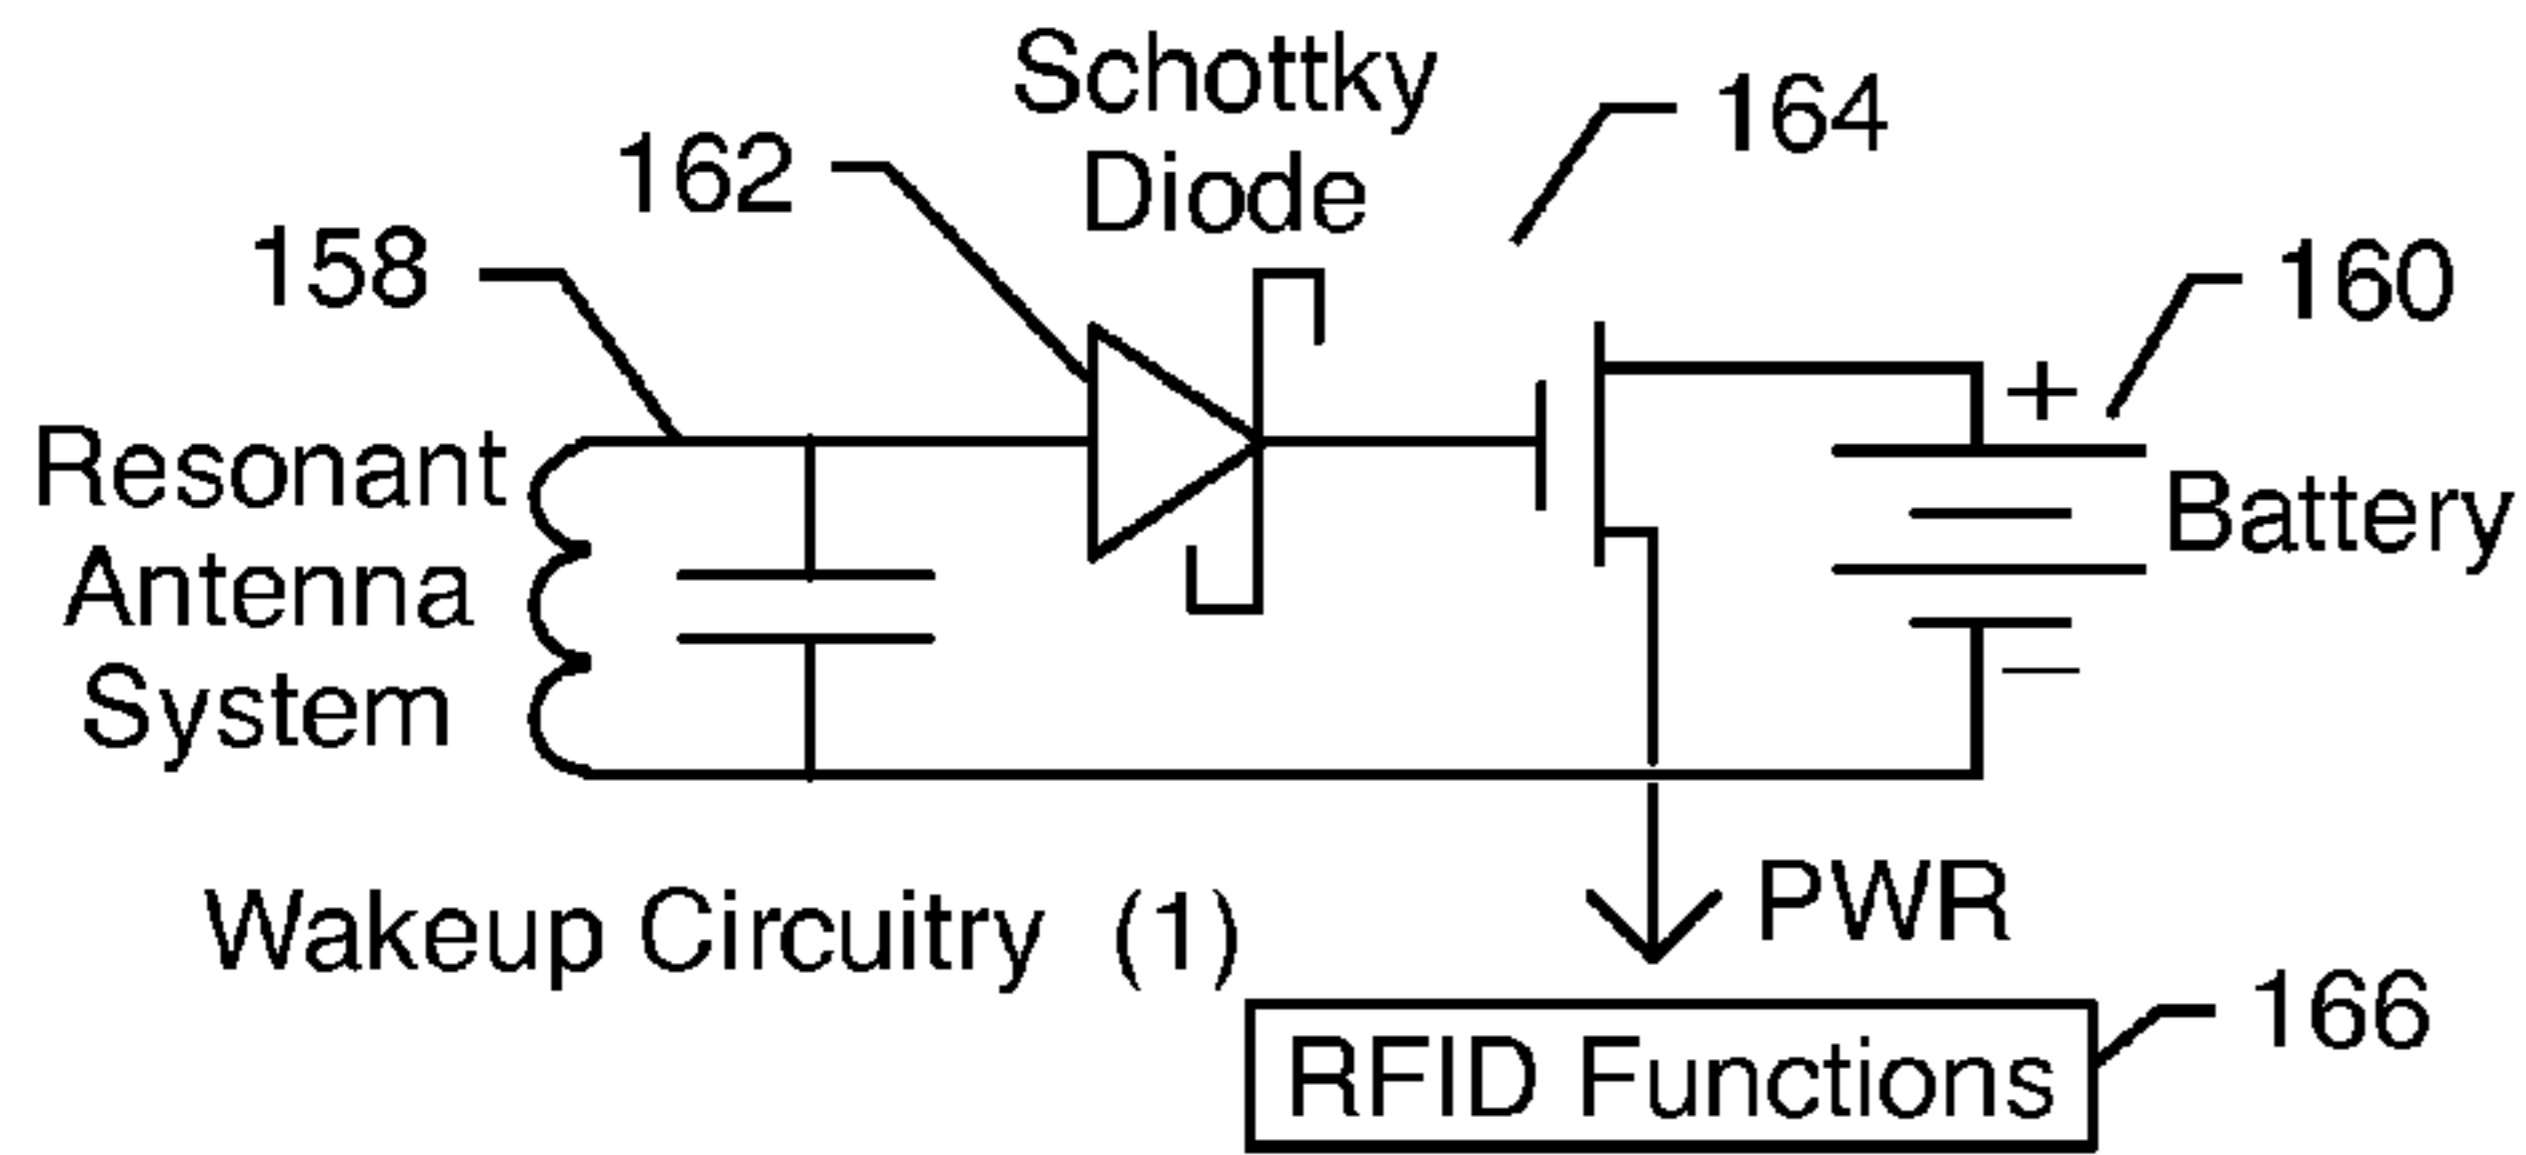 Schottky
Diode
164
162
158
160
+
Resonant
Antenna
System
Battery
–
Wakeup Circuitry (1)
PWR
166
RFID Functions